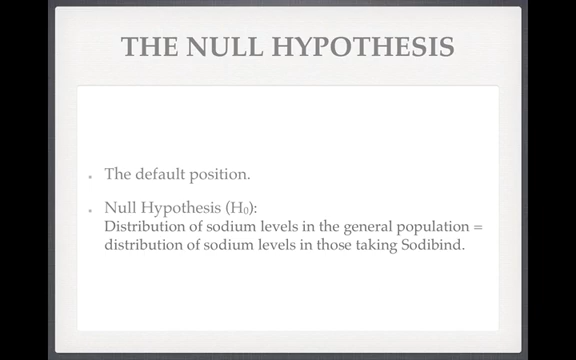 THE NULL HYPOTHESIS
The default position.
Null Hypothesis (H₀):
Distribution of sodium levels in the general population =
distribution of sodium levels in those taking Sodibind.